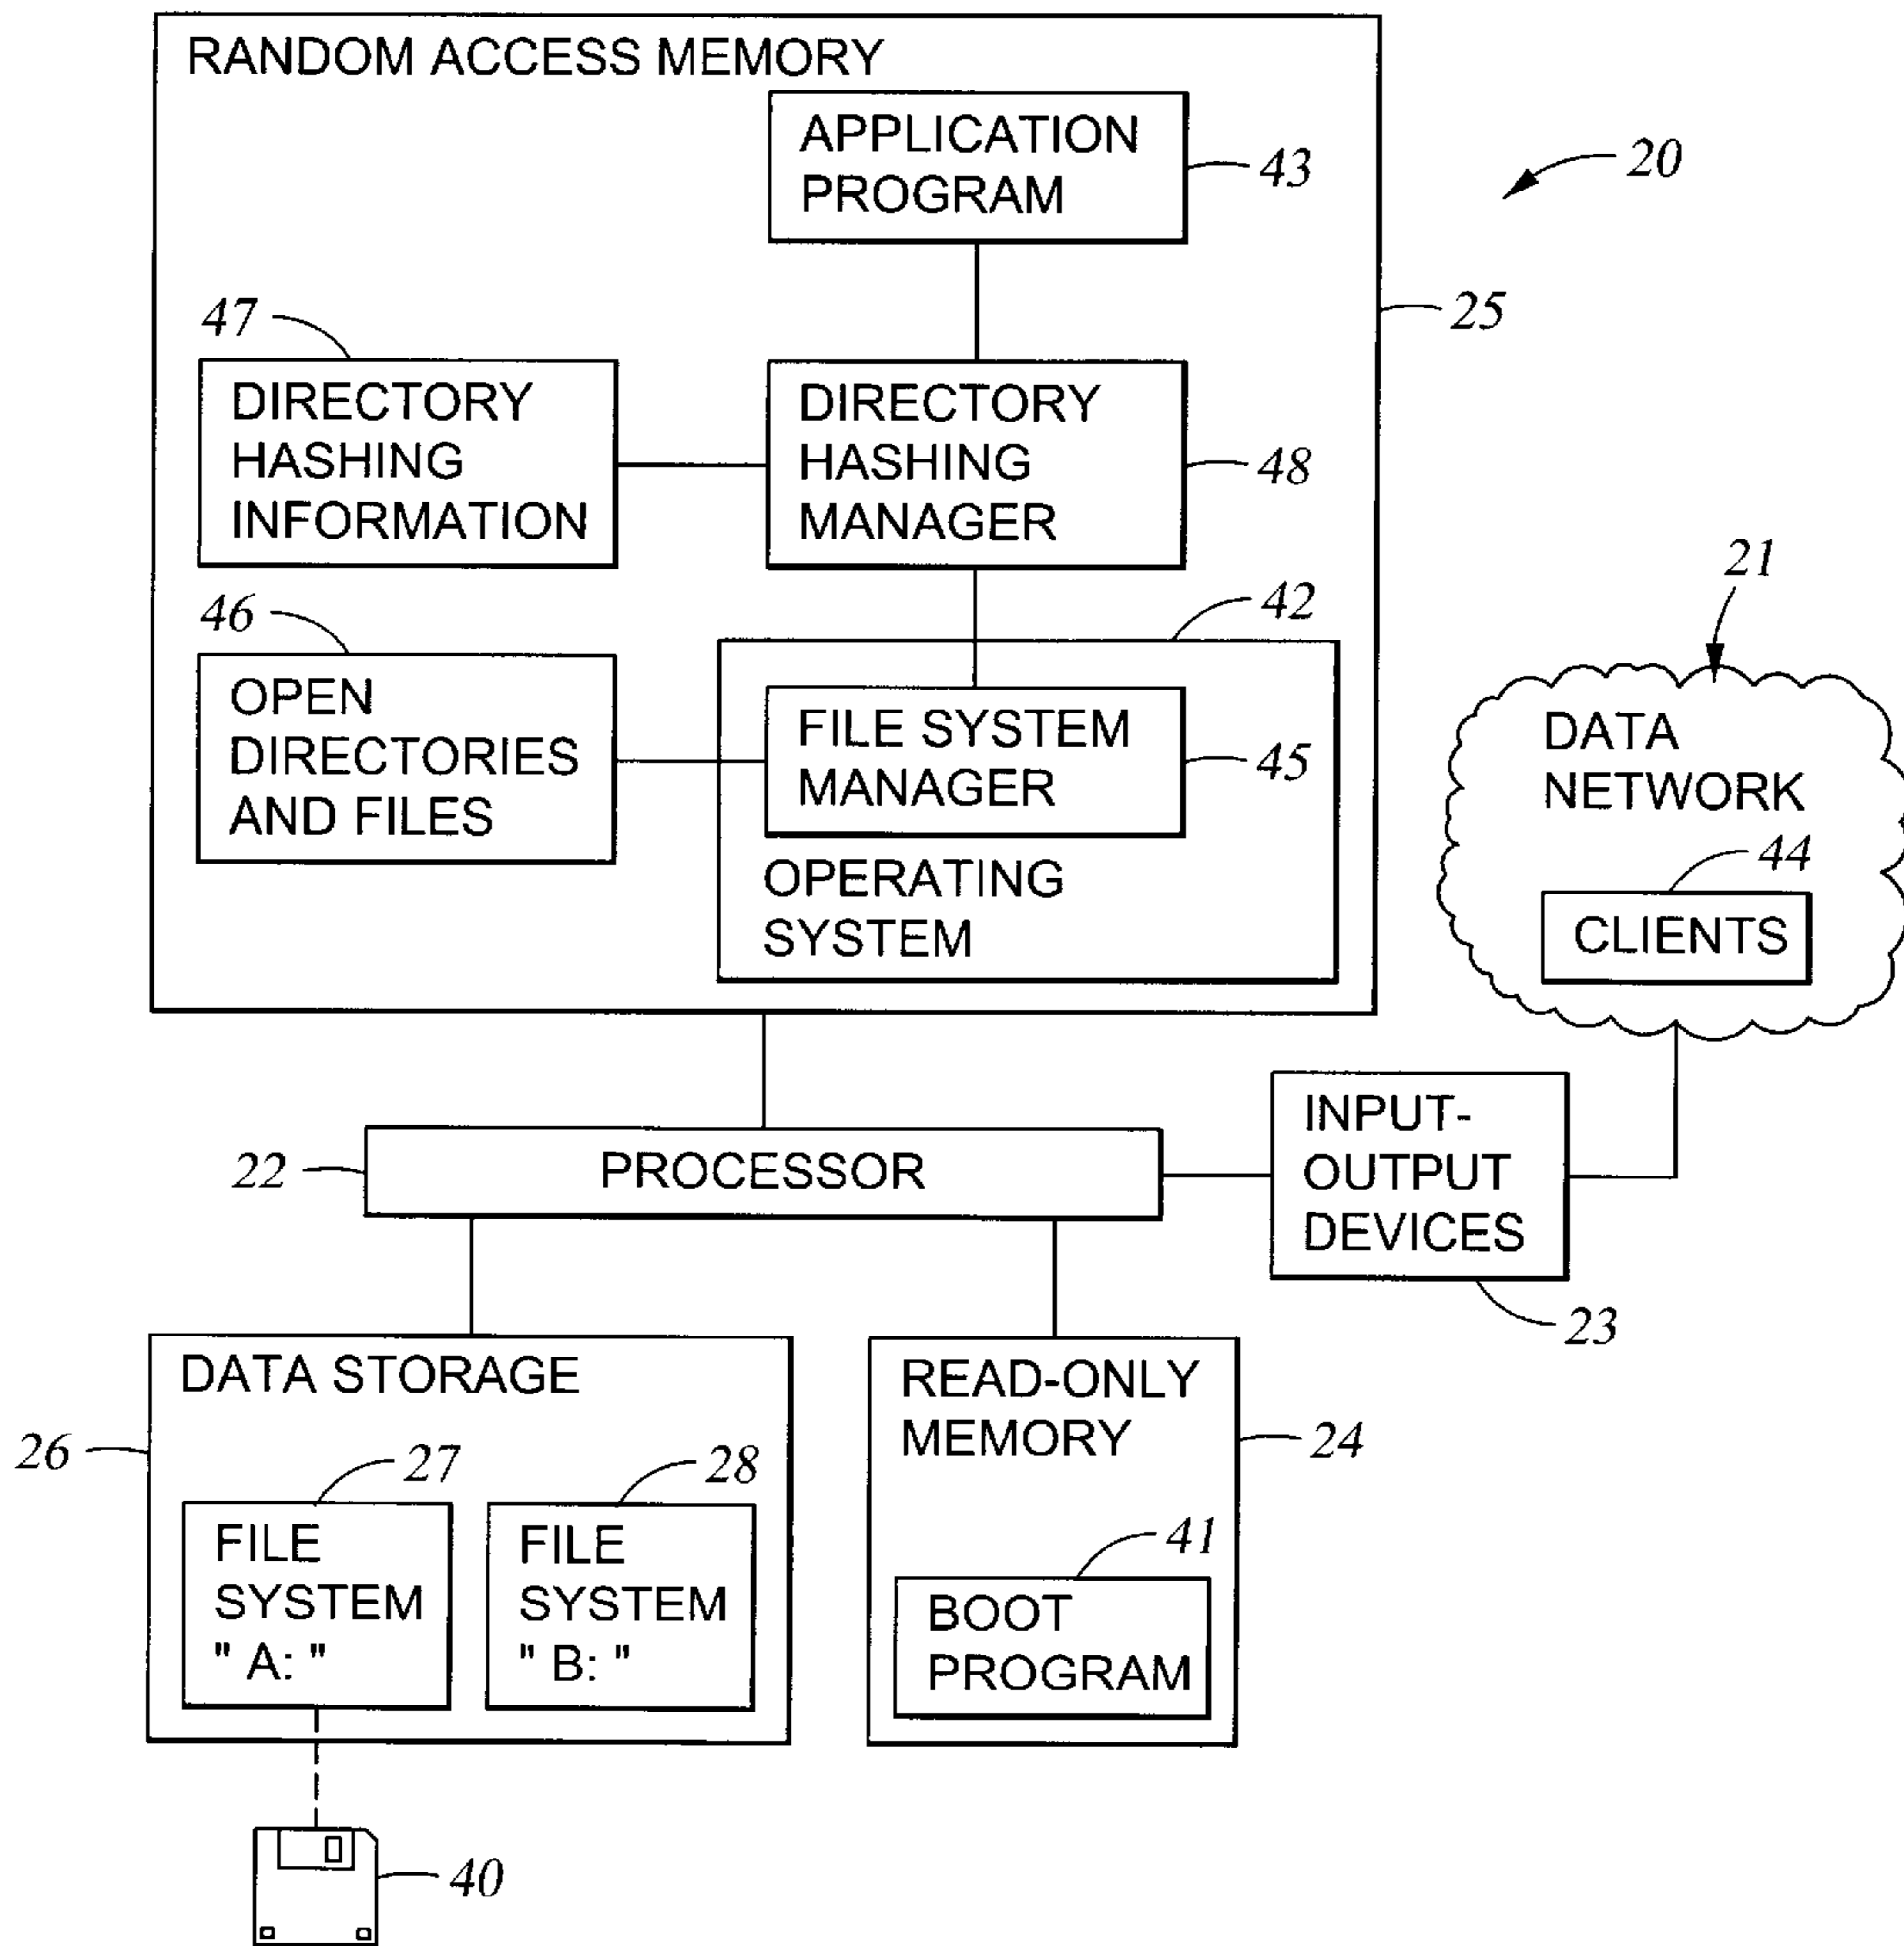 RANDOM ACCESS MEMORY
APPLICATION
PROGRAM
43
20
25
47
DIRECTORY
HASHING
INFORMATION
DIRECTORY
HASHING
MANAGER
48
46
42
21
OPEN
DIRECTORIES
AND FILES
FILE SYSTEM
MANAGER
45
OPERATING
SYSTEM
DATA
NETWORK
44
CLIENTS
22
PROCESSOR
INPUT-
OUTPUT
DEVICES
23
DATA STORAGE
26
27
28
FILE
SYSTEM
" A: "
FILE
SYSTEM
" B: "
READ-ONLY
MEMORY
24
41
BOOT
PROGRAM
40